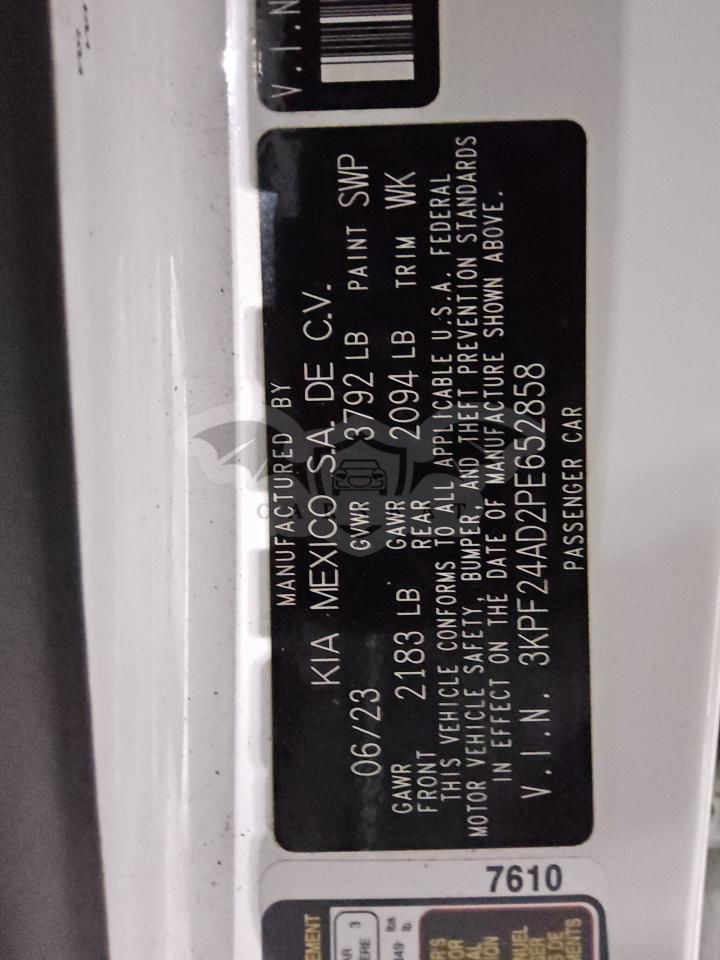 V.I.N
MANUFACTURED BY
KIA MEXICO S.A. DE C.V.
06/23 GVWR 3792 LB PAINT SWP
GAWR FRONT 2183 LB GAWR REAR 2094 LB TRIM WK
THIS VEHICLE CONFORMS TO ALL APPLICABLE U.S.A. FEDERAL
MOTOR VEHICLE SAFETY, BUMPER, AND THEFT PREVENTION STANDARDS
IN EFFECT ON THE DATE OF MANUFACTURE SHOWN ABOVE.
V.I.N. 3KPF24AD2PE652858
PASSENGER CAR
7610